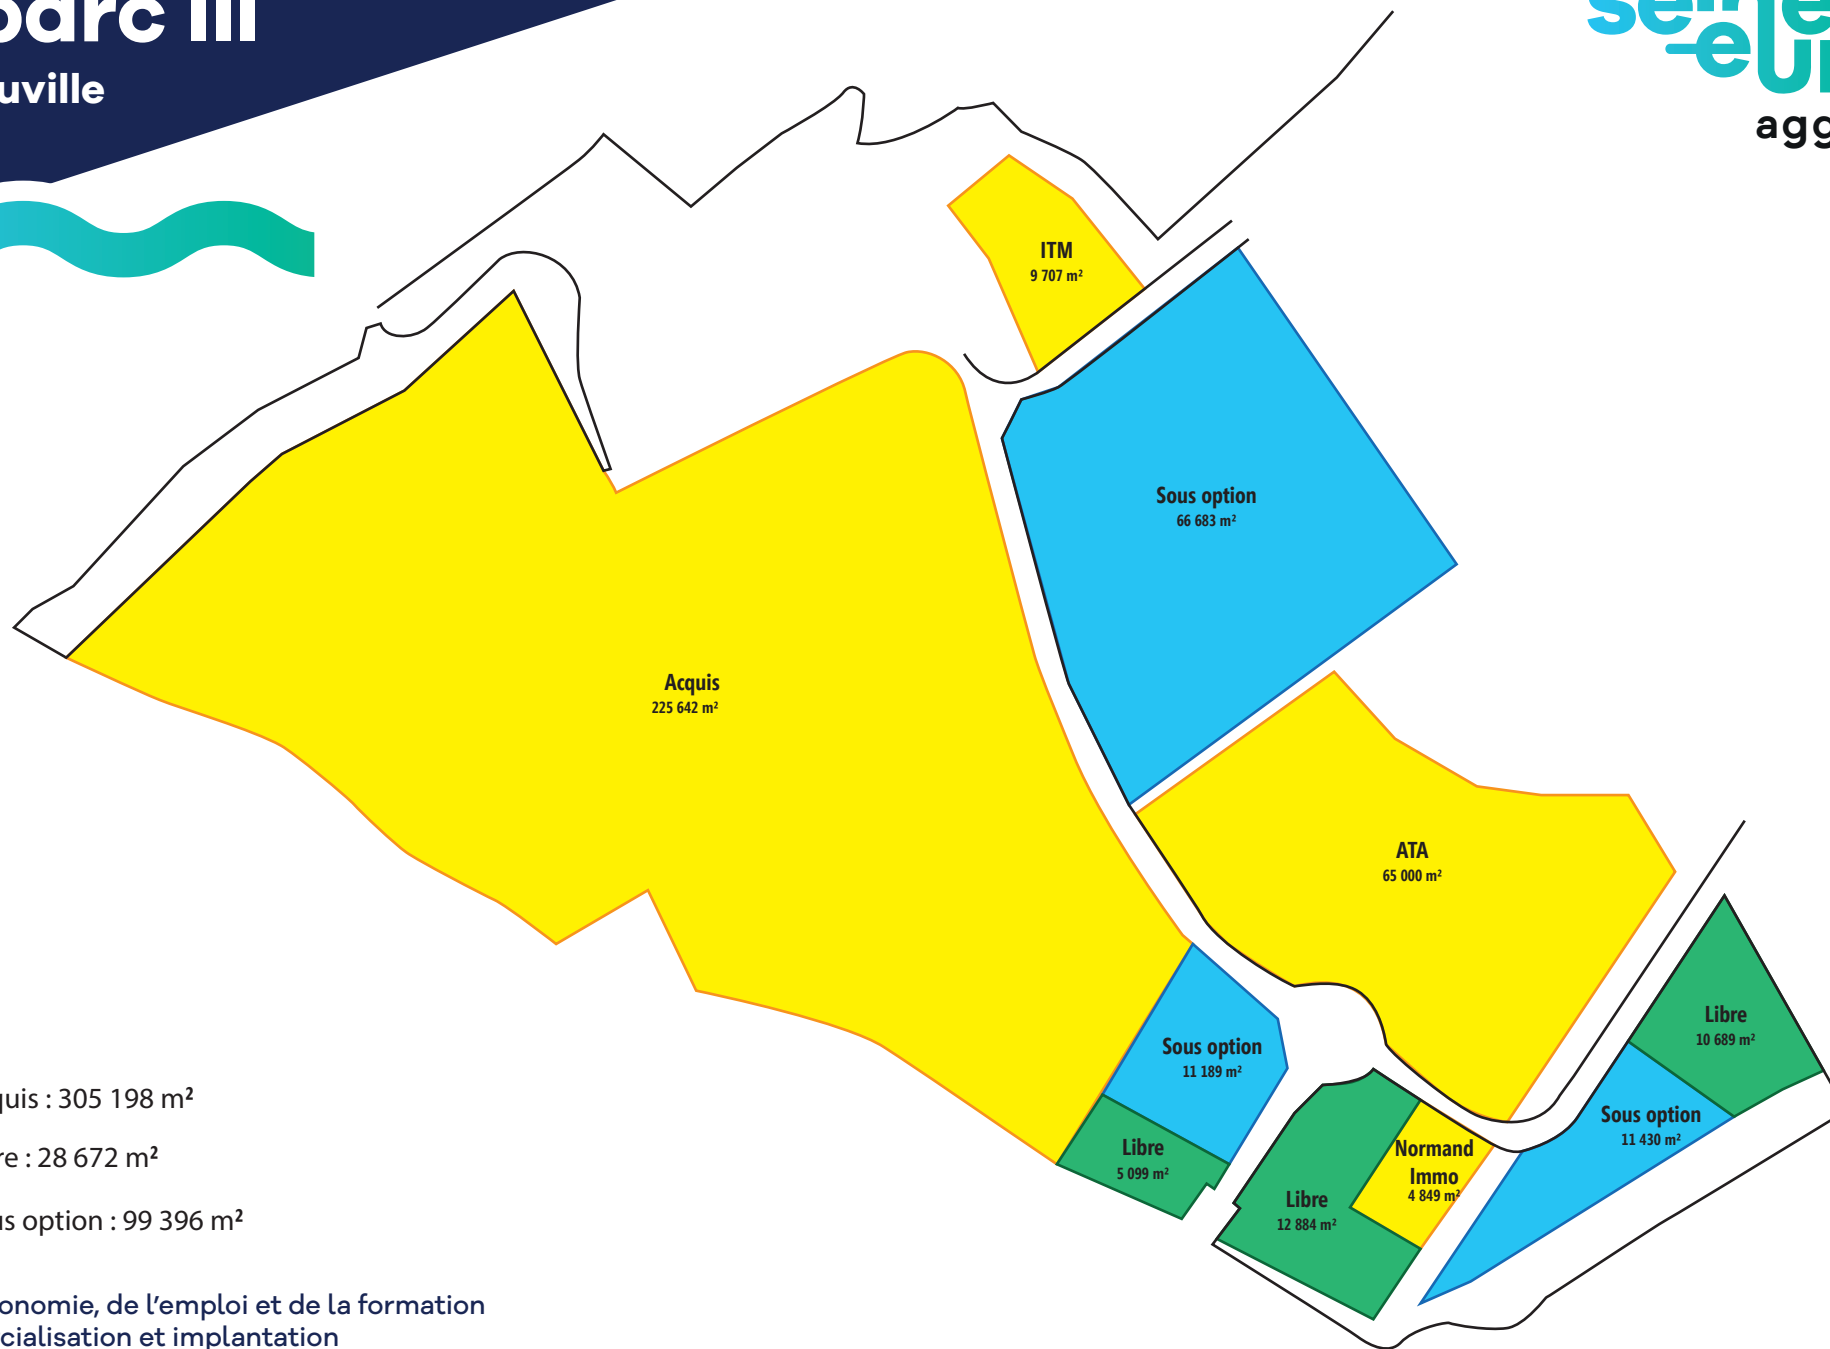 parc III
uville
agg
ITM
9 707 m²
Sous option
66 683 m²
Acquis
225 642 m²
ATA
65 000 m²
Libre
10 689 m²
Sous option
11 189 m²
Sous option
11 430 m²
Libre
5 099 m²
Normand
Immo
4 849 m²
Libre
12 884 m²
quis : 305 198 m²
re : 28 672 m²
us option : 99 396 m²
onomie, de l'emploi et de la formation
cialisation et implantation